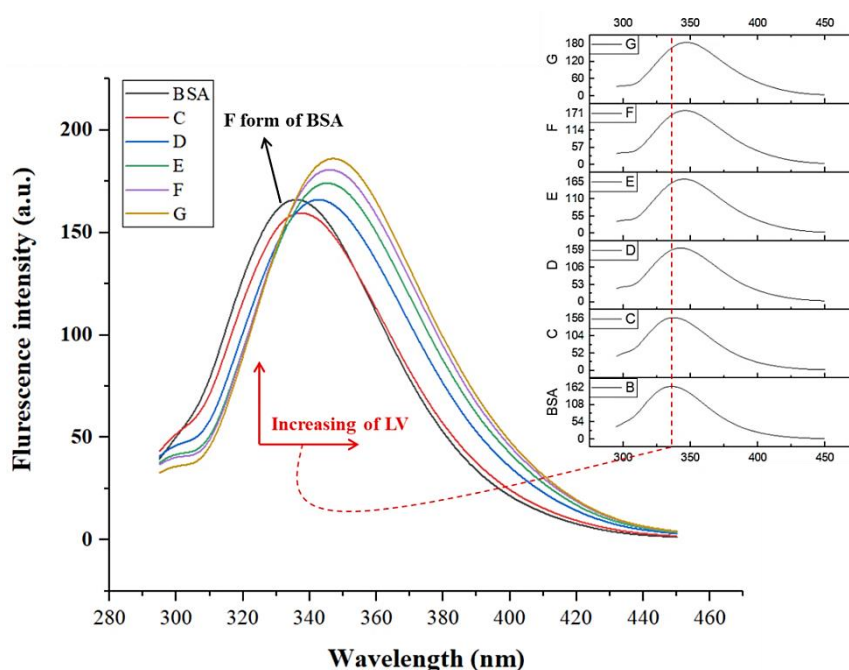 Flurescence intensity (a.u.)
200
150
100
50
0
BSA
C
D
E
F
G
F form of BSA
Increasing of LV
280 300 320 340 360 380 400 420 440 460
Wavelength (nm)
300 350 400 450
G
180
120
60
0
G
F
171
114
57
0
F
E
165
110
55
0
E
D
159
106
53
0
D
C
156
104
52
0
C
BSA
162
108
54
0
B
300 350 400 450